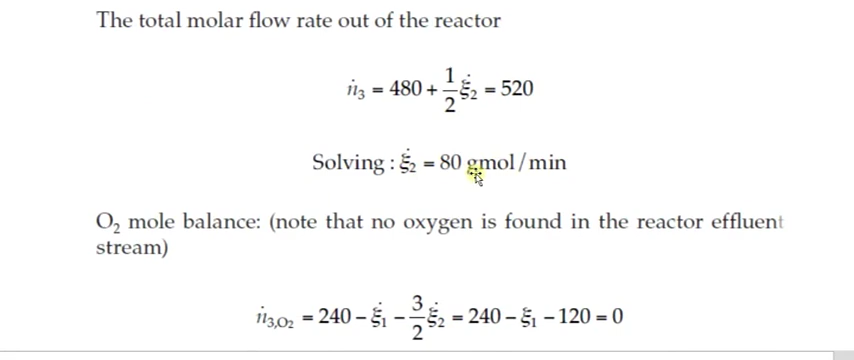 The total molar flow rate out of the reactor
ṅ₃ = 480 + 1/2 ξ̇₂ = 520
Solving : ξ̇₂ = 80 gmol/min
O₂ mole balance: (note that no oxygen is found in the reactor effluent
stream)
ṅ₃,O₂ = 240 − ξ̇₁ − 3/2 ξ̇₂ = 240 − ξ̇₁ − 120 = 0